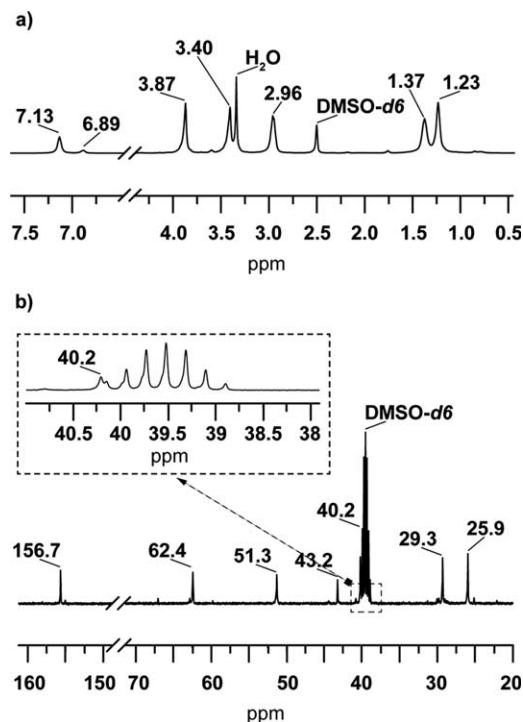 a)
3.40
H₂O
3.87
2.96
DMSO-d6
1.37
1.23
7.13
6.89
7.5 7.0 4.0 3.5 3.0 2.5 2.0 1.5 1.0 0.5
ppm
b)
40.2
40.5 40 39.5 39 38.5 38
ppm
DMSO-d6
40.2
156.7
62.4
51.3
43.2
29.3
25.9
160 150 70 60 50 40 30 20
ppm